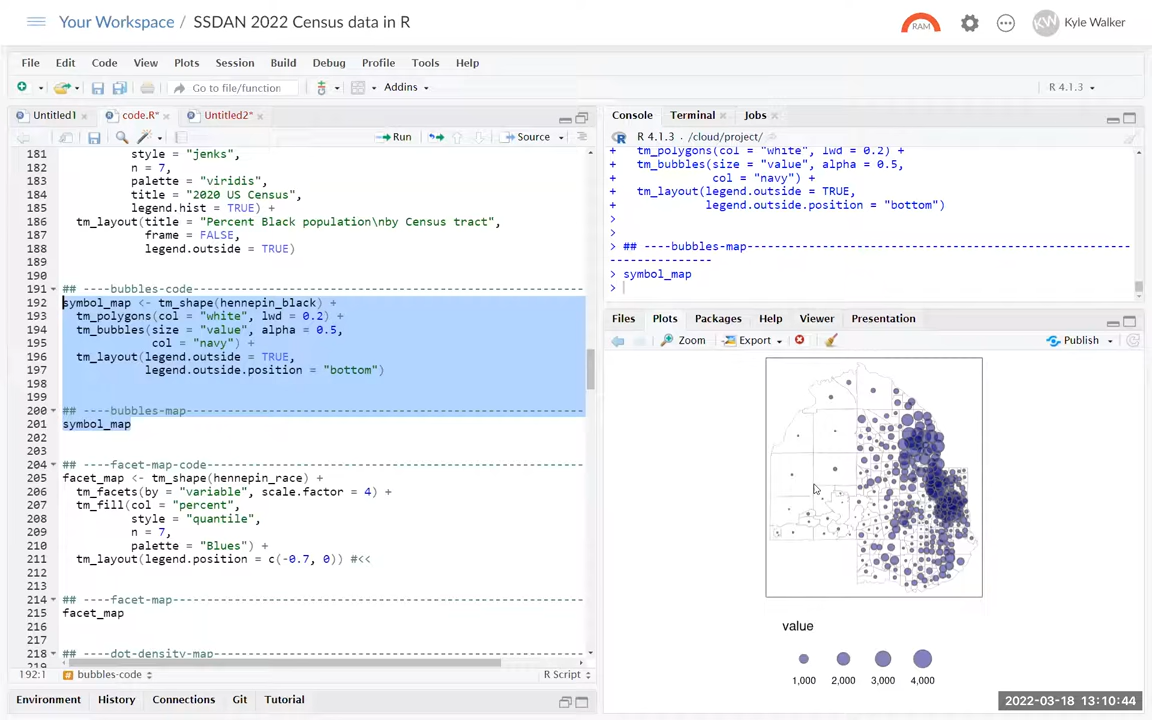 Your Workspace / SSDAN 2022 Census data in R
RAM
KW Kyle Walker
File Edit Code View Plots Session Build Debug Profile Tools Help
Go to file/function Addins
R 4.1.3
Untitled1 × code.R* × Untitled2* ×
Run Source
181 style = "jenks",
182 n = 7,
183 palette = "viridis",
184 title = "2020 US Census",
185 legend.hist = TRUE) +
186 tm_layout(title = "Percent Black population\nby Census tract",
187 frame = FALSE,
188 legend.outside = TRUE)
189
190
191 ## ----bubbles-code--------------------------------------------------------
192 symbol_map <- tm_shape(hennepin_black) +
193 tm_polygons(col = "white", lwd = 0.2) +
194 tm_bubbles(size = "value", alpha = 0.5,
195 col = "navy") +
196 tm_layout(legend.outside = TRUE,
197 legend.outside.position = "bottom")
198
199
200 ## ----bubbles-map---------------------------------------------------------
201 symbol_map
202
203
204 ## ----facet-map-code------------------------------------------------------
205 facet_map <- tm_shape(hennepin_race) +
206 tm_facets(by = "variable", scale.factor = 4) +
207 tm_fill(col = "percent",
208 style = "quantile",
209 n = 7,
210 palette = "Blues") +
211 tm_layout(legend.position = c(-0.7, 0)) #<<
212
213
214 ## ----facet-map-----------------------------------------------------------
215 facet_map
216
217
218 ## ----dot-density-map-----------------------------------------------------
192:1 # bubbles-code R Script
Environment History Connections Git Tutorial
Console Terminal × Jobs ×
R 4.1.3 . /cloud/project/
+ tm_polygons(col = "white", lwd = 0.2) +
+ tm_bubbles(size = "value", alpha = 0.5,
+ col = "navy") +
+ tm_layout(legend.outside = TRUE,
+ legend.outside.position = "bottom")
>
>
> ## ----bubbles-map-----------------------------------------------------
---------------
> symbol_map
>
Files Plots Packages Help Viewer Presentation
Zoom Export Publish
value
1,000 2,000 3,000 4,000
2022-03-18 13:10:44